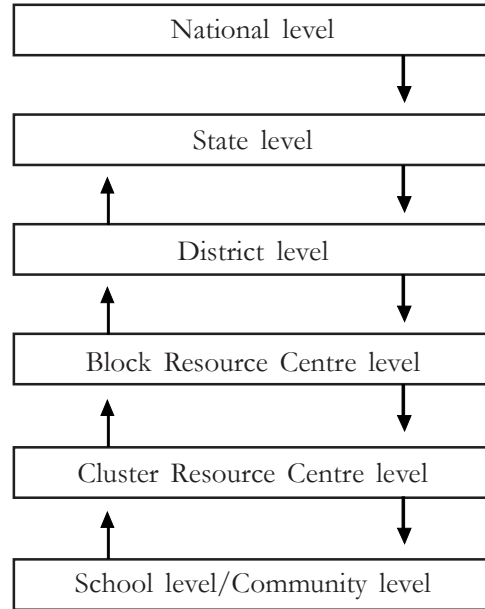 National level
State level
District level
Block Resource Centre level
Cluster Resource Centre level
School level/Community level